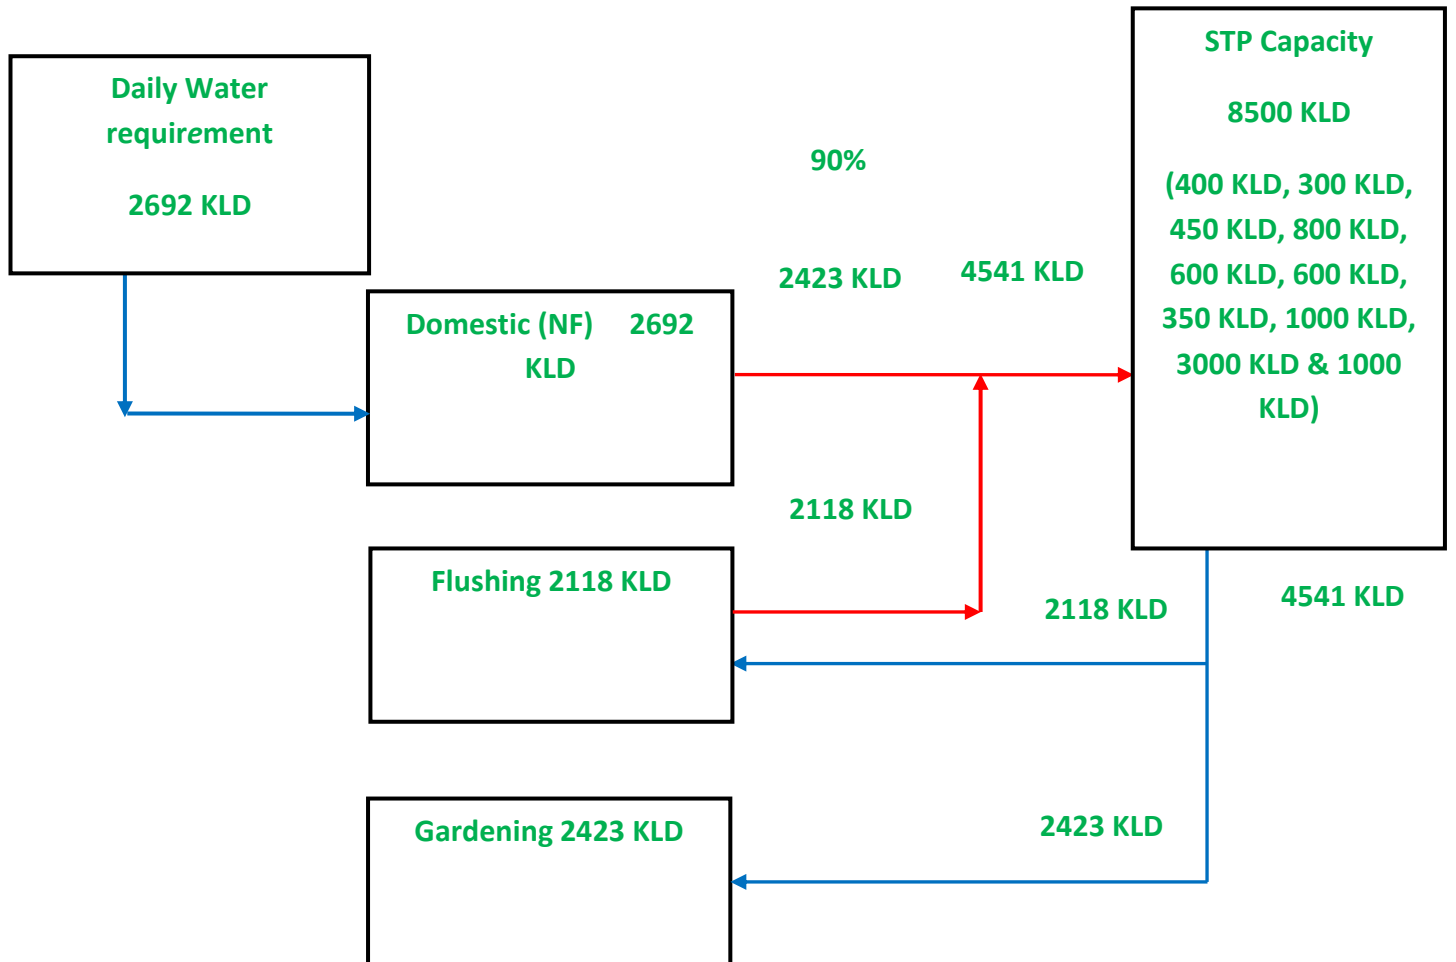 Daily Water
requirement
2692 KLD
90%
2423 KLD
4541 KLD
Domestic (NF) 2692
KLD
STP Capacity
8500 KLD
(400 KLD, 300 KLD,
450 KLD, 800 KLD,
600 KLD, 600 KLD,
350 KLD, 1000 KLD,
3000 KLD & 1000
KLD)
2118 KLD
Flushing 2118 KLD
2118 KLD
4541 KLD
Gardening 2423 KLD
2423 KLD